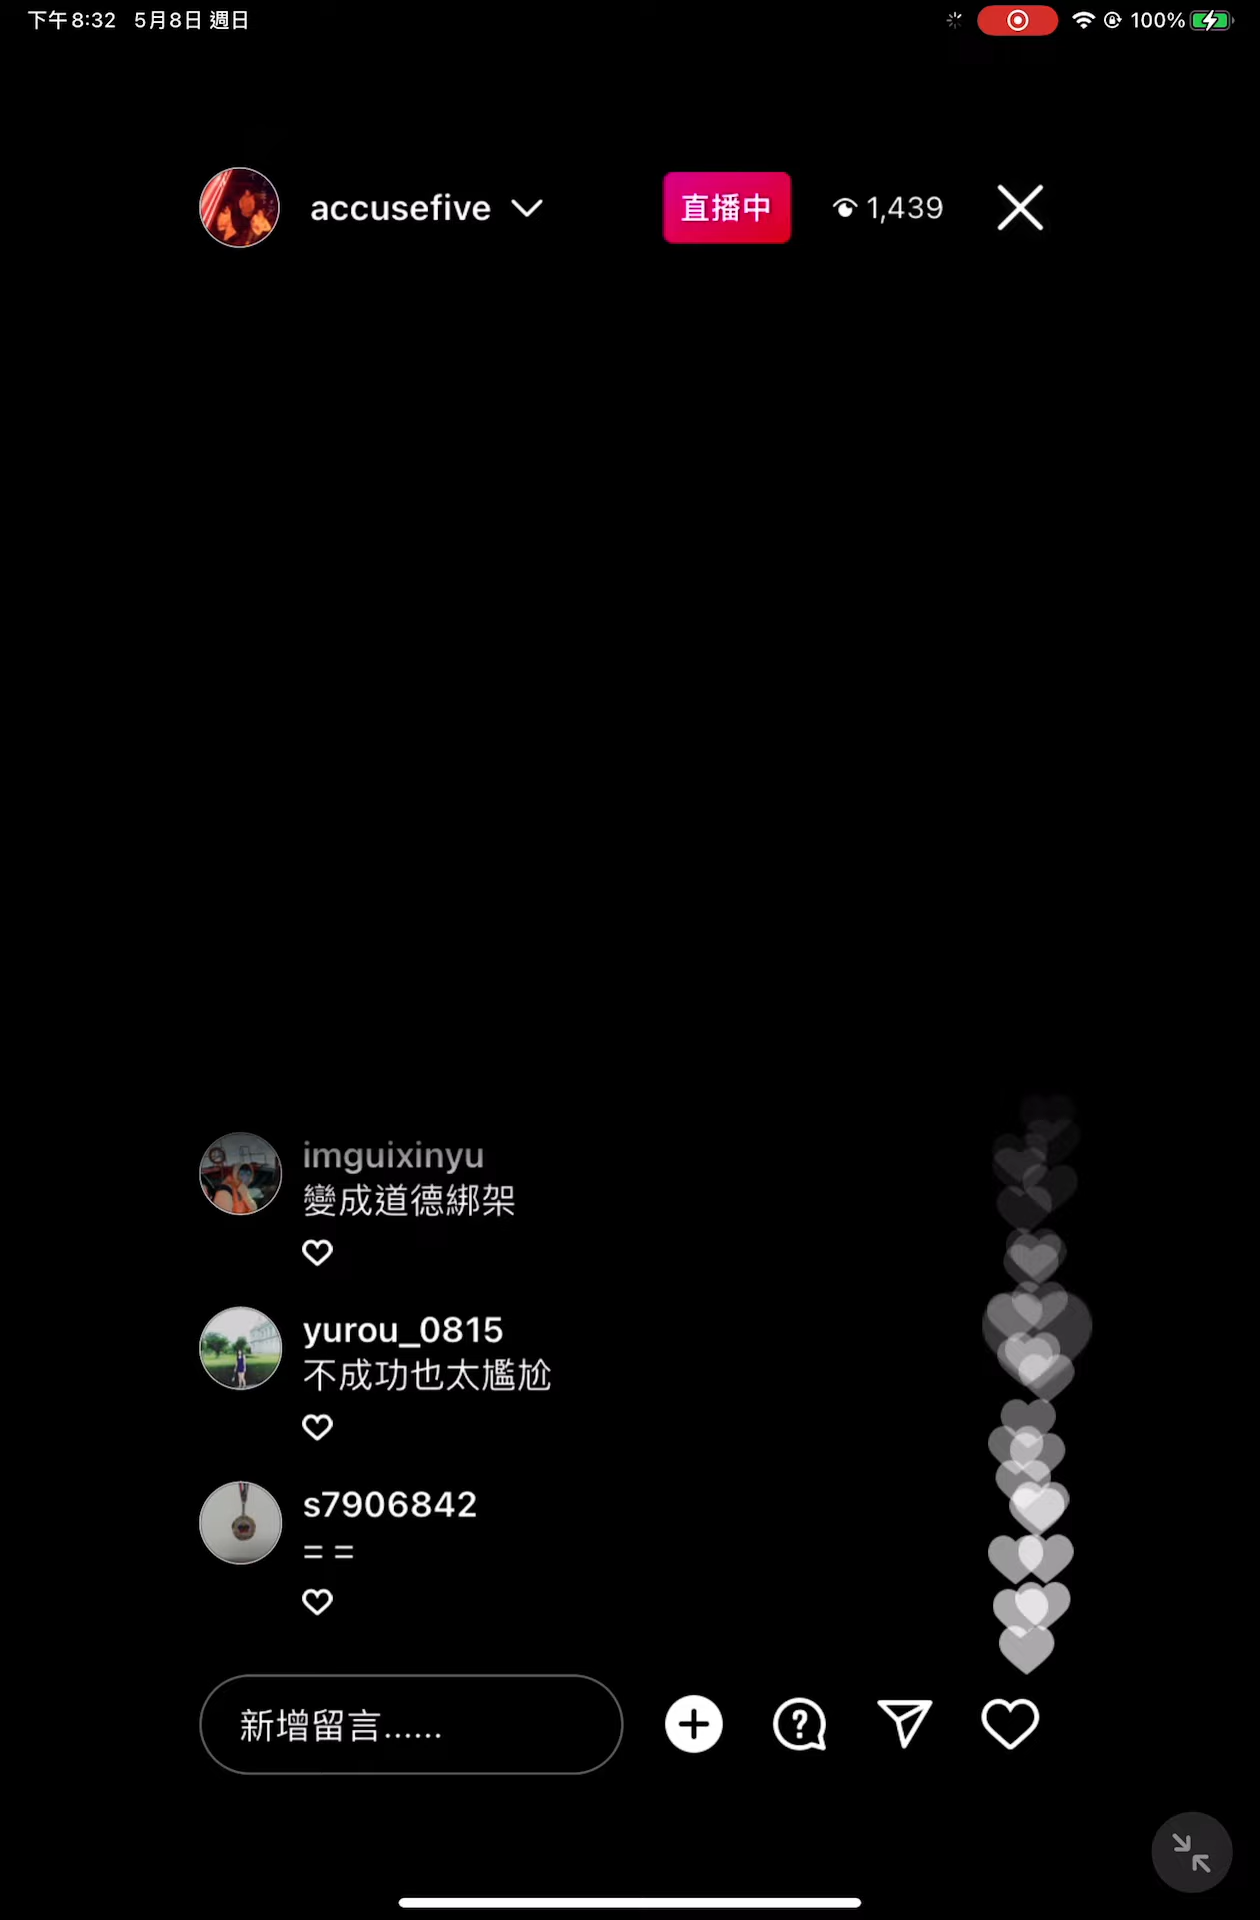 下午8:32 5月8日 週日
100%
accusefive
直播中
1,439
imguixinyu
變成道德綁架
yurou_0815
不成功也太尷尬
s7906842
= =
新增留言......